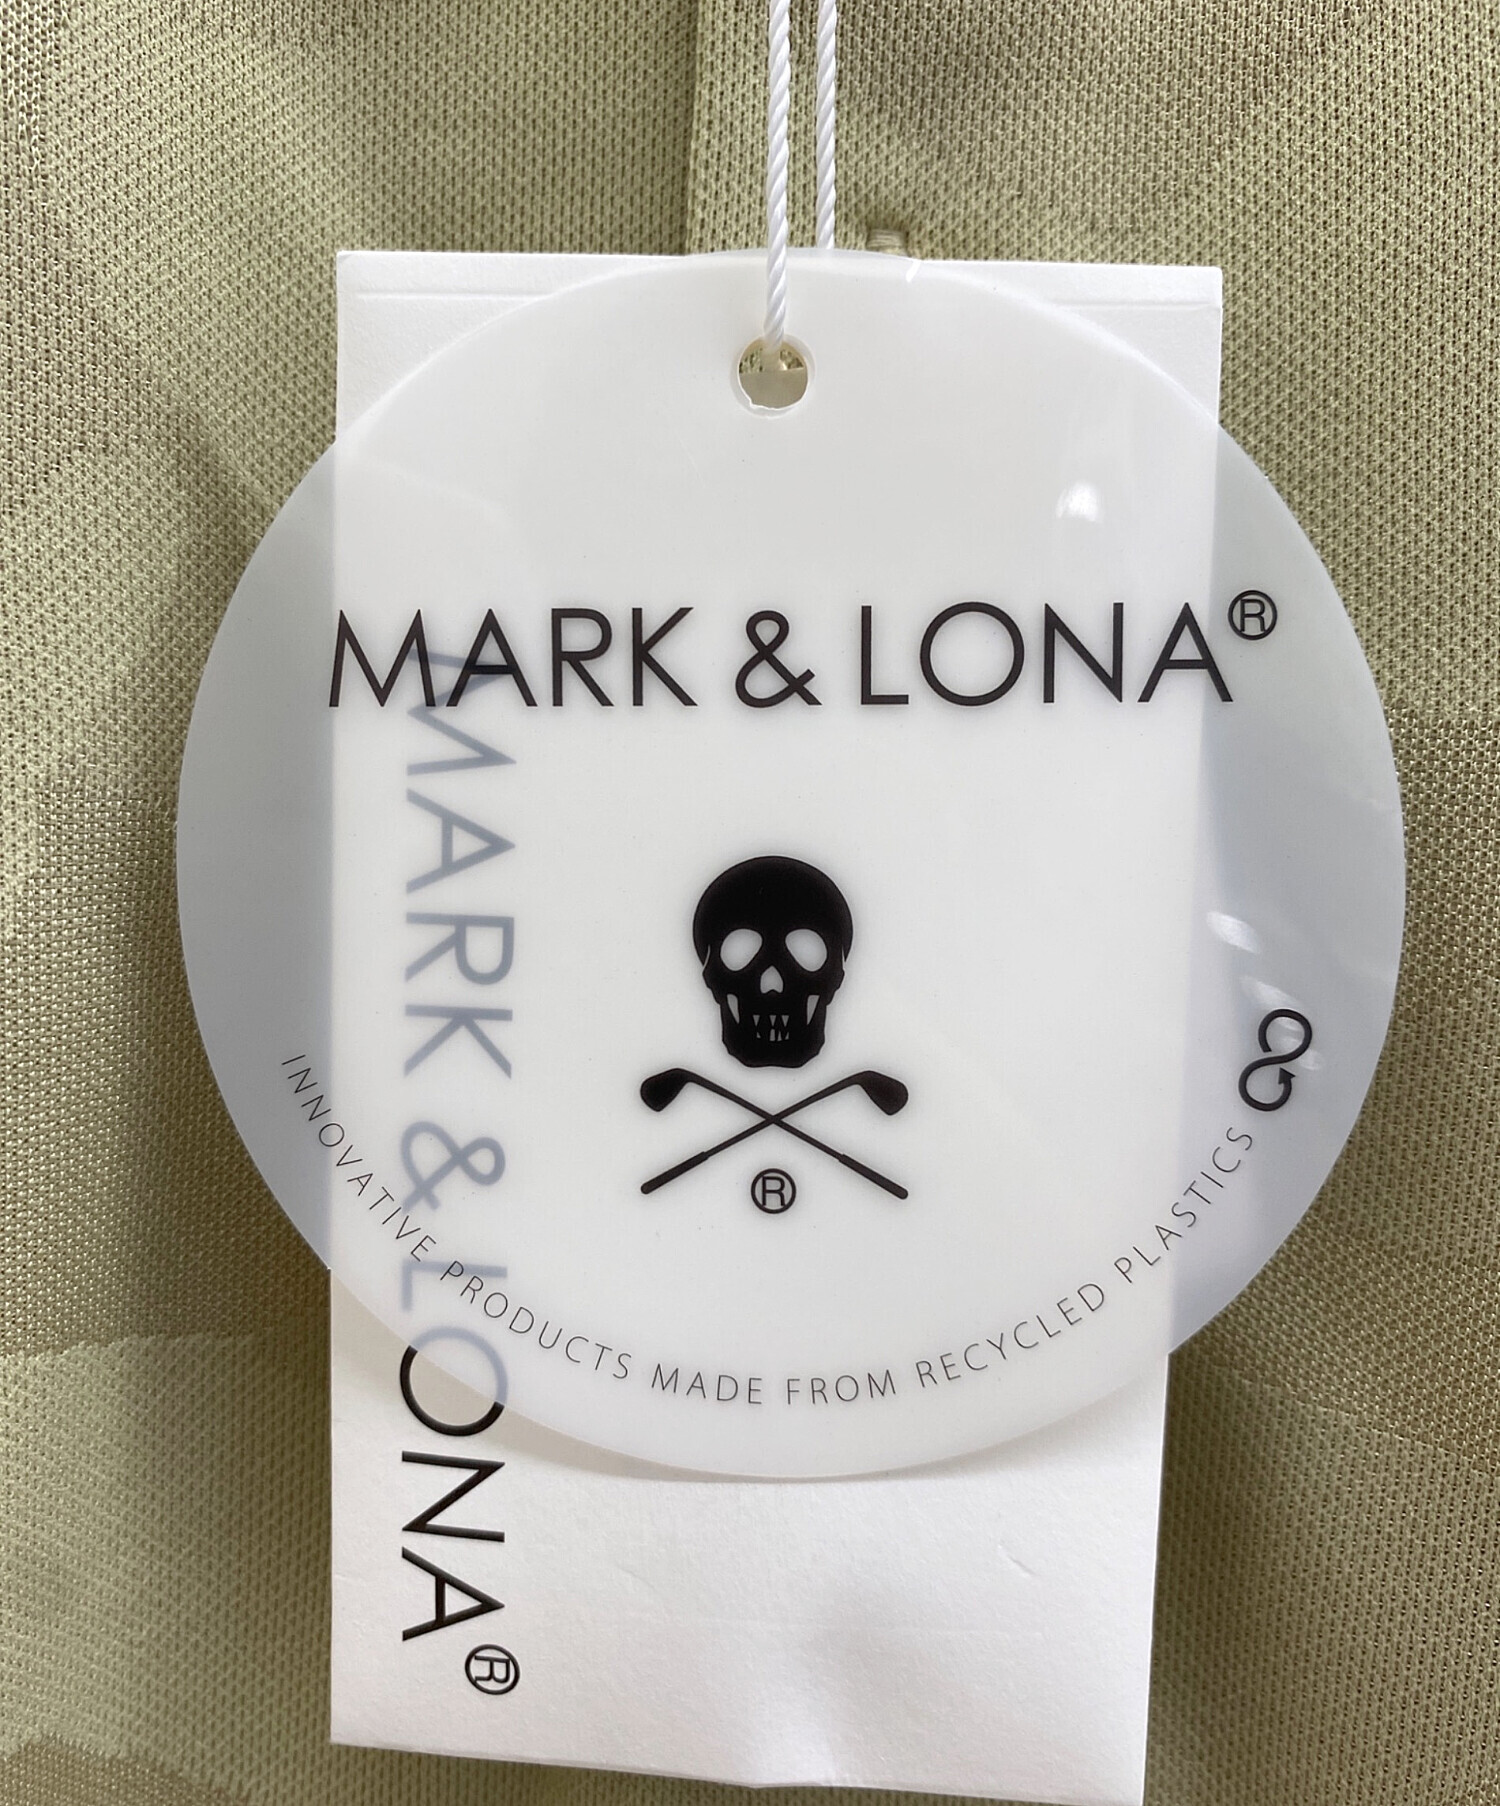 MARK & LONA®
®
INNOVATIVE PRODUCTS MADE FROM RECYCLED PLASTICS
MARK & LONA®